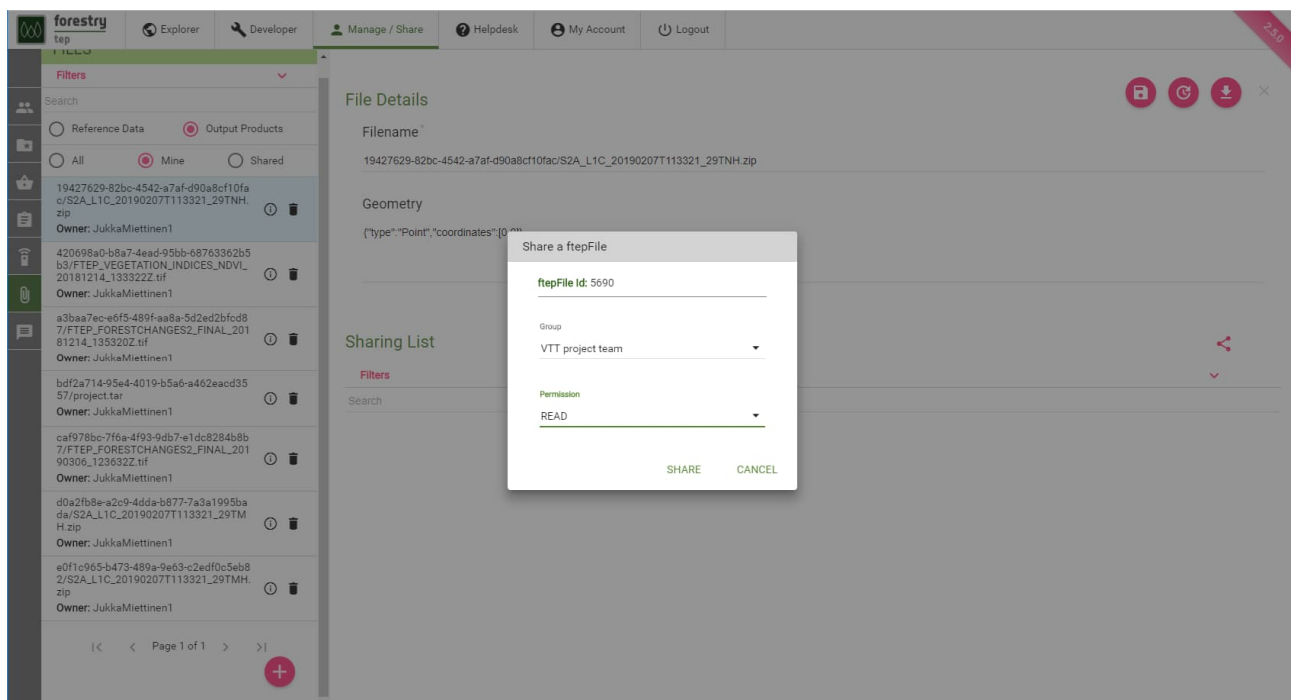 forestry
tep
Explorer
Developer
Manage / Share
Helpdesk
My Account
Logout
2.5.0
FILES
Filters
Search
Reference Data
Output Products
All
Mine
Shared
19427629-82bc-4542-a7af-d90a8cf10fa
c/S2A_L1C_20190207T113321_29TNH.
zip
Owner: JukkaMiettinen1
420698a0-b8a7-4ead-95bb-68763362b5
b3/FTEP_VEGETATION_INDICES_NDVI_
20181214_133322Z.tif
Owner: JukkaMiettinen1
a3baa7ec-e6f5-489f-aa8a-5d2ed2bfcd8
7/FTEP_FORESTCHANGES2_FINAL_201
81214_135320Z.tif
Owner: JukkaMiettinen1
bdf2a714-95e4-4019-b5a6-a462eacd35
57/project.tar
Owner: JukkaMiettinen1
caf978bc-7f6a-4f93-9db7-e1dc8284b8b
7/FTEP_FORESTCHANGES2_FINAL_201
90306_123632Z.tif
Owner: JukkaMiettinen1
d0a2fb8e-a2c9-4dda-b877-7a3a1995ba
da/S2A_L1C_20190207T113321_29TM
H.zip
Owner: JukkaMiettinen1
e0f1c965-b473-489a-9e63-c2edf0c5eb8
2/S2A_L1C_20190207T113321_29TMH.
zip
Owner: JukkaMiettinen1
Page 1 of 1
File Details
Filename*
19427629-82bc-4542-a7af-d90a8cf10fac/S2A_L1C_20190207T113321_29TNH.zip
Geometry
{"type":"Point","coordinates":[0,0]}
Sharing List
Filters
Search
Share a ftepFile
ftepFile Id: 5690
Group
VTT project team
Permission
READ
SHARE
CANCEL